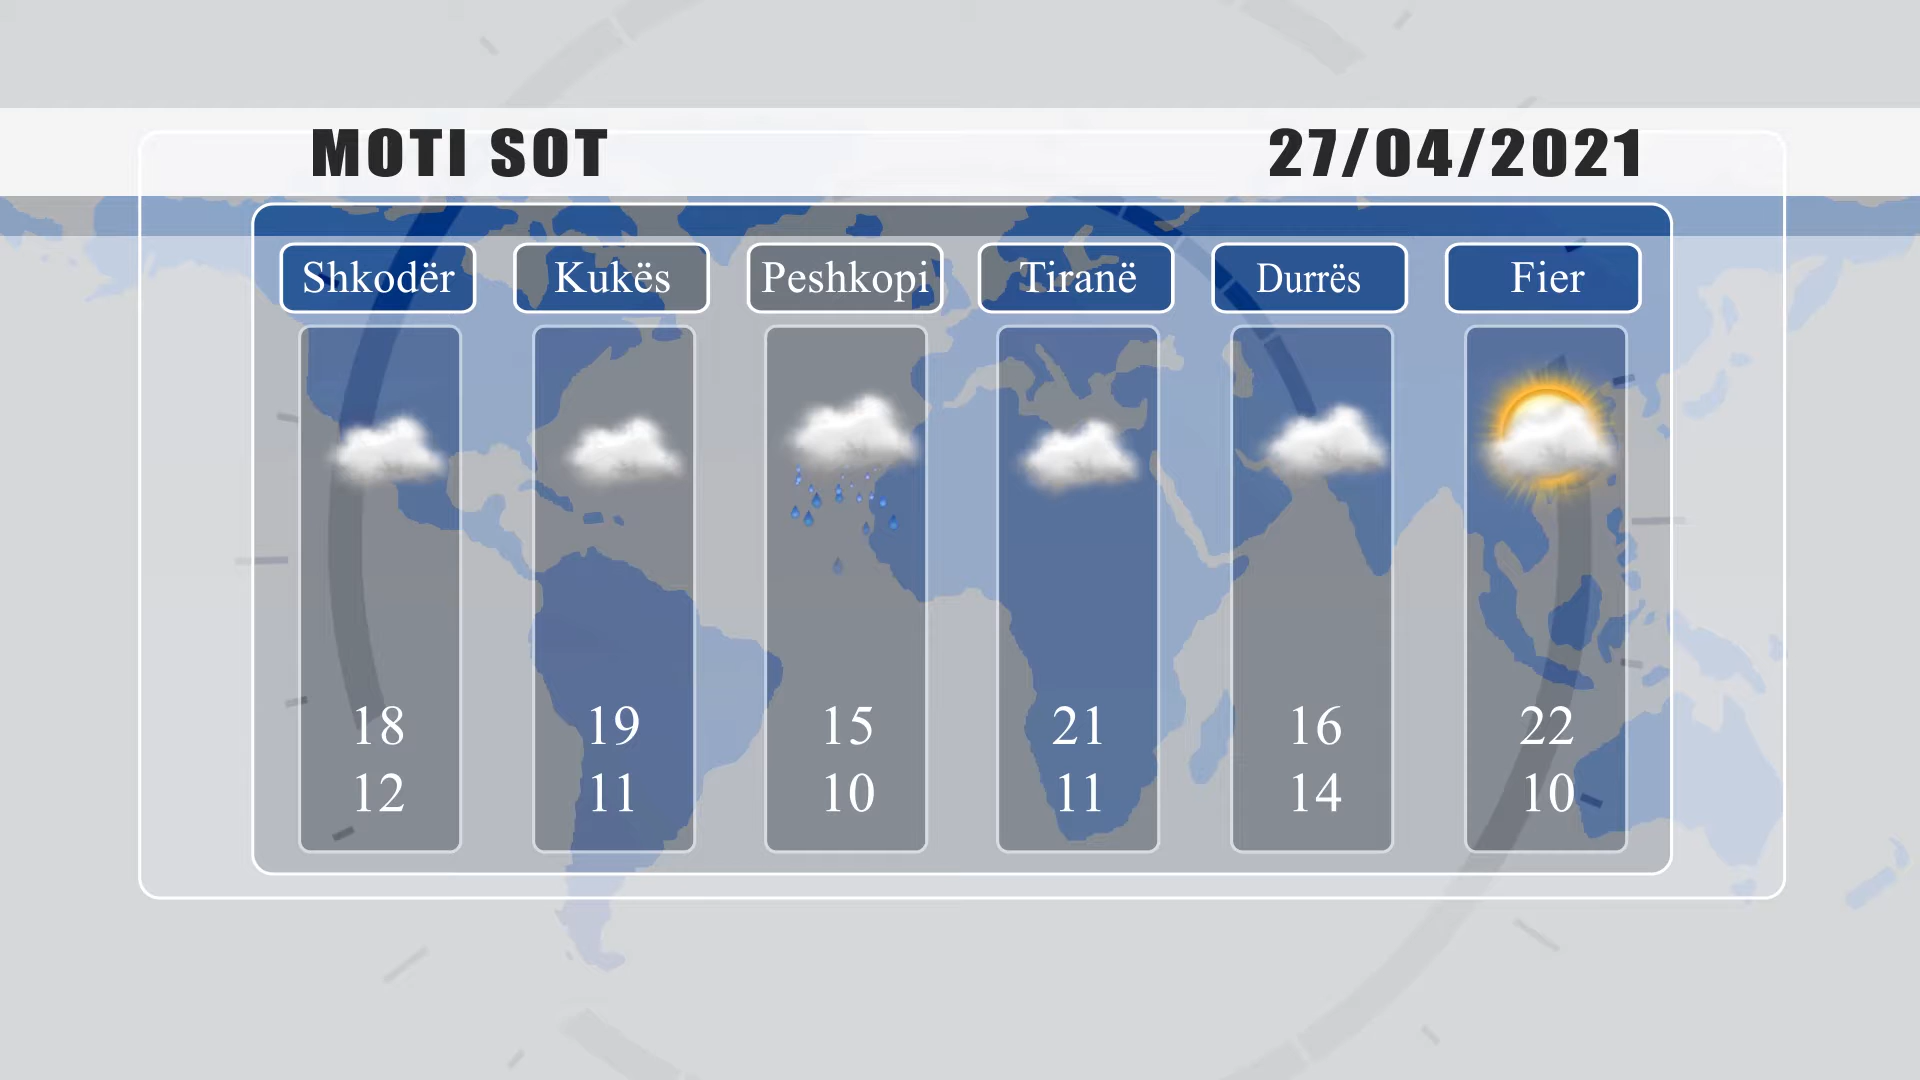 MOTI SOT 27/04/2021
Shkodër Kukës Peshkopi Tiranë Durrës Fier
18 19 15 21 16 22
12 11 10 11 14 10